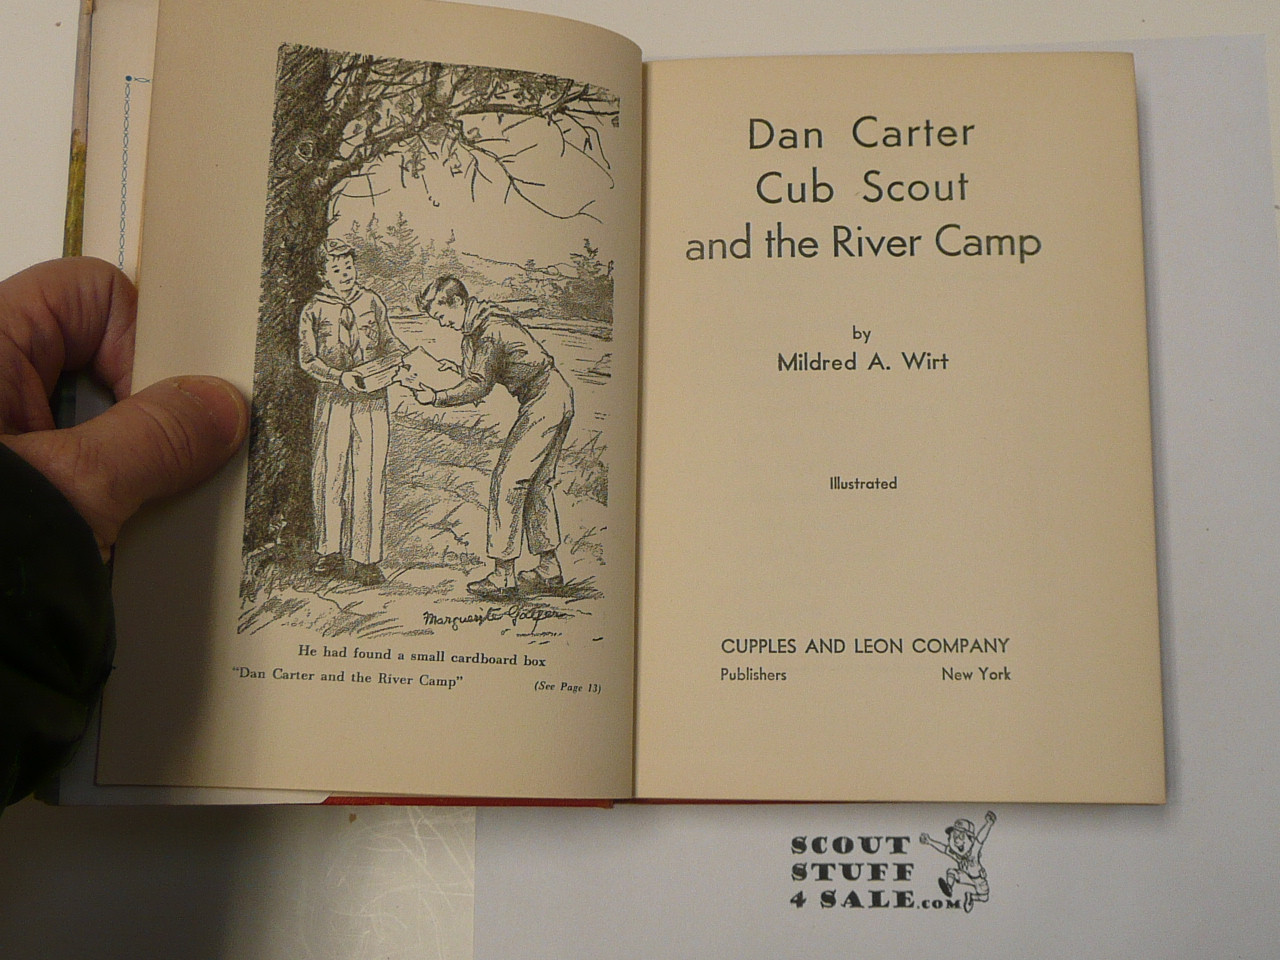 Marguerite
He had found a small cardboard box
"Dan Carter and the River Camp"
(See Page 13)
Dan Carter
Cub Scout
and the River Camp
by
Mildred A. Wirt
Illustrated
CUPPLES AND LEON COMPANY
Publishers New York
SCOUT
STUFF
4 SALE.COM